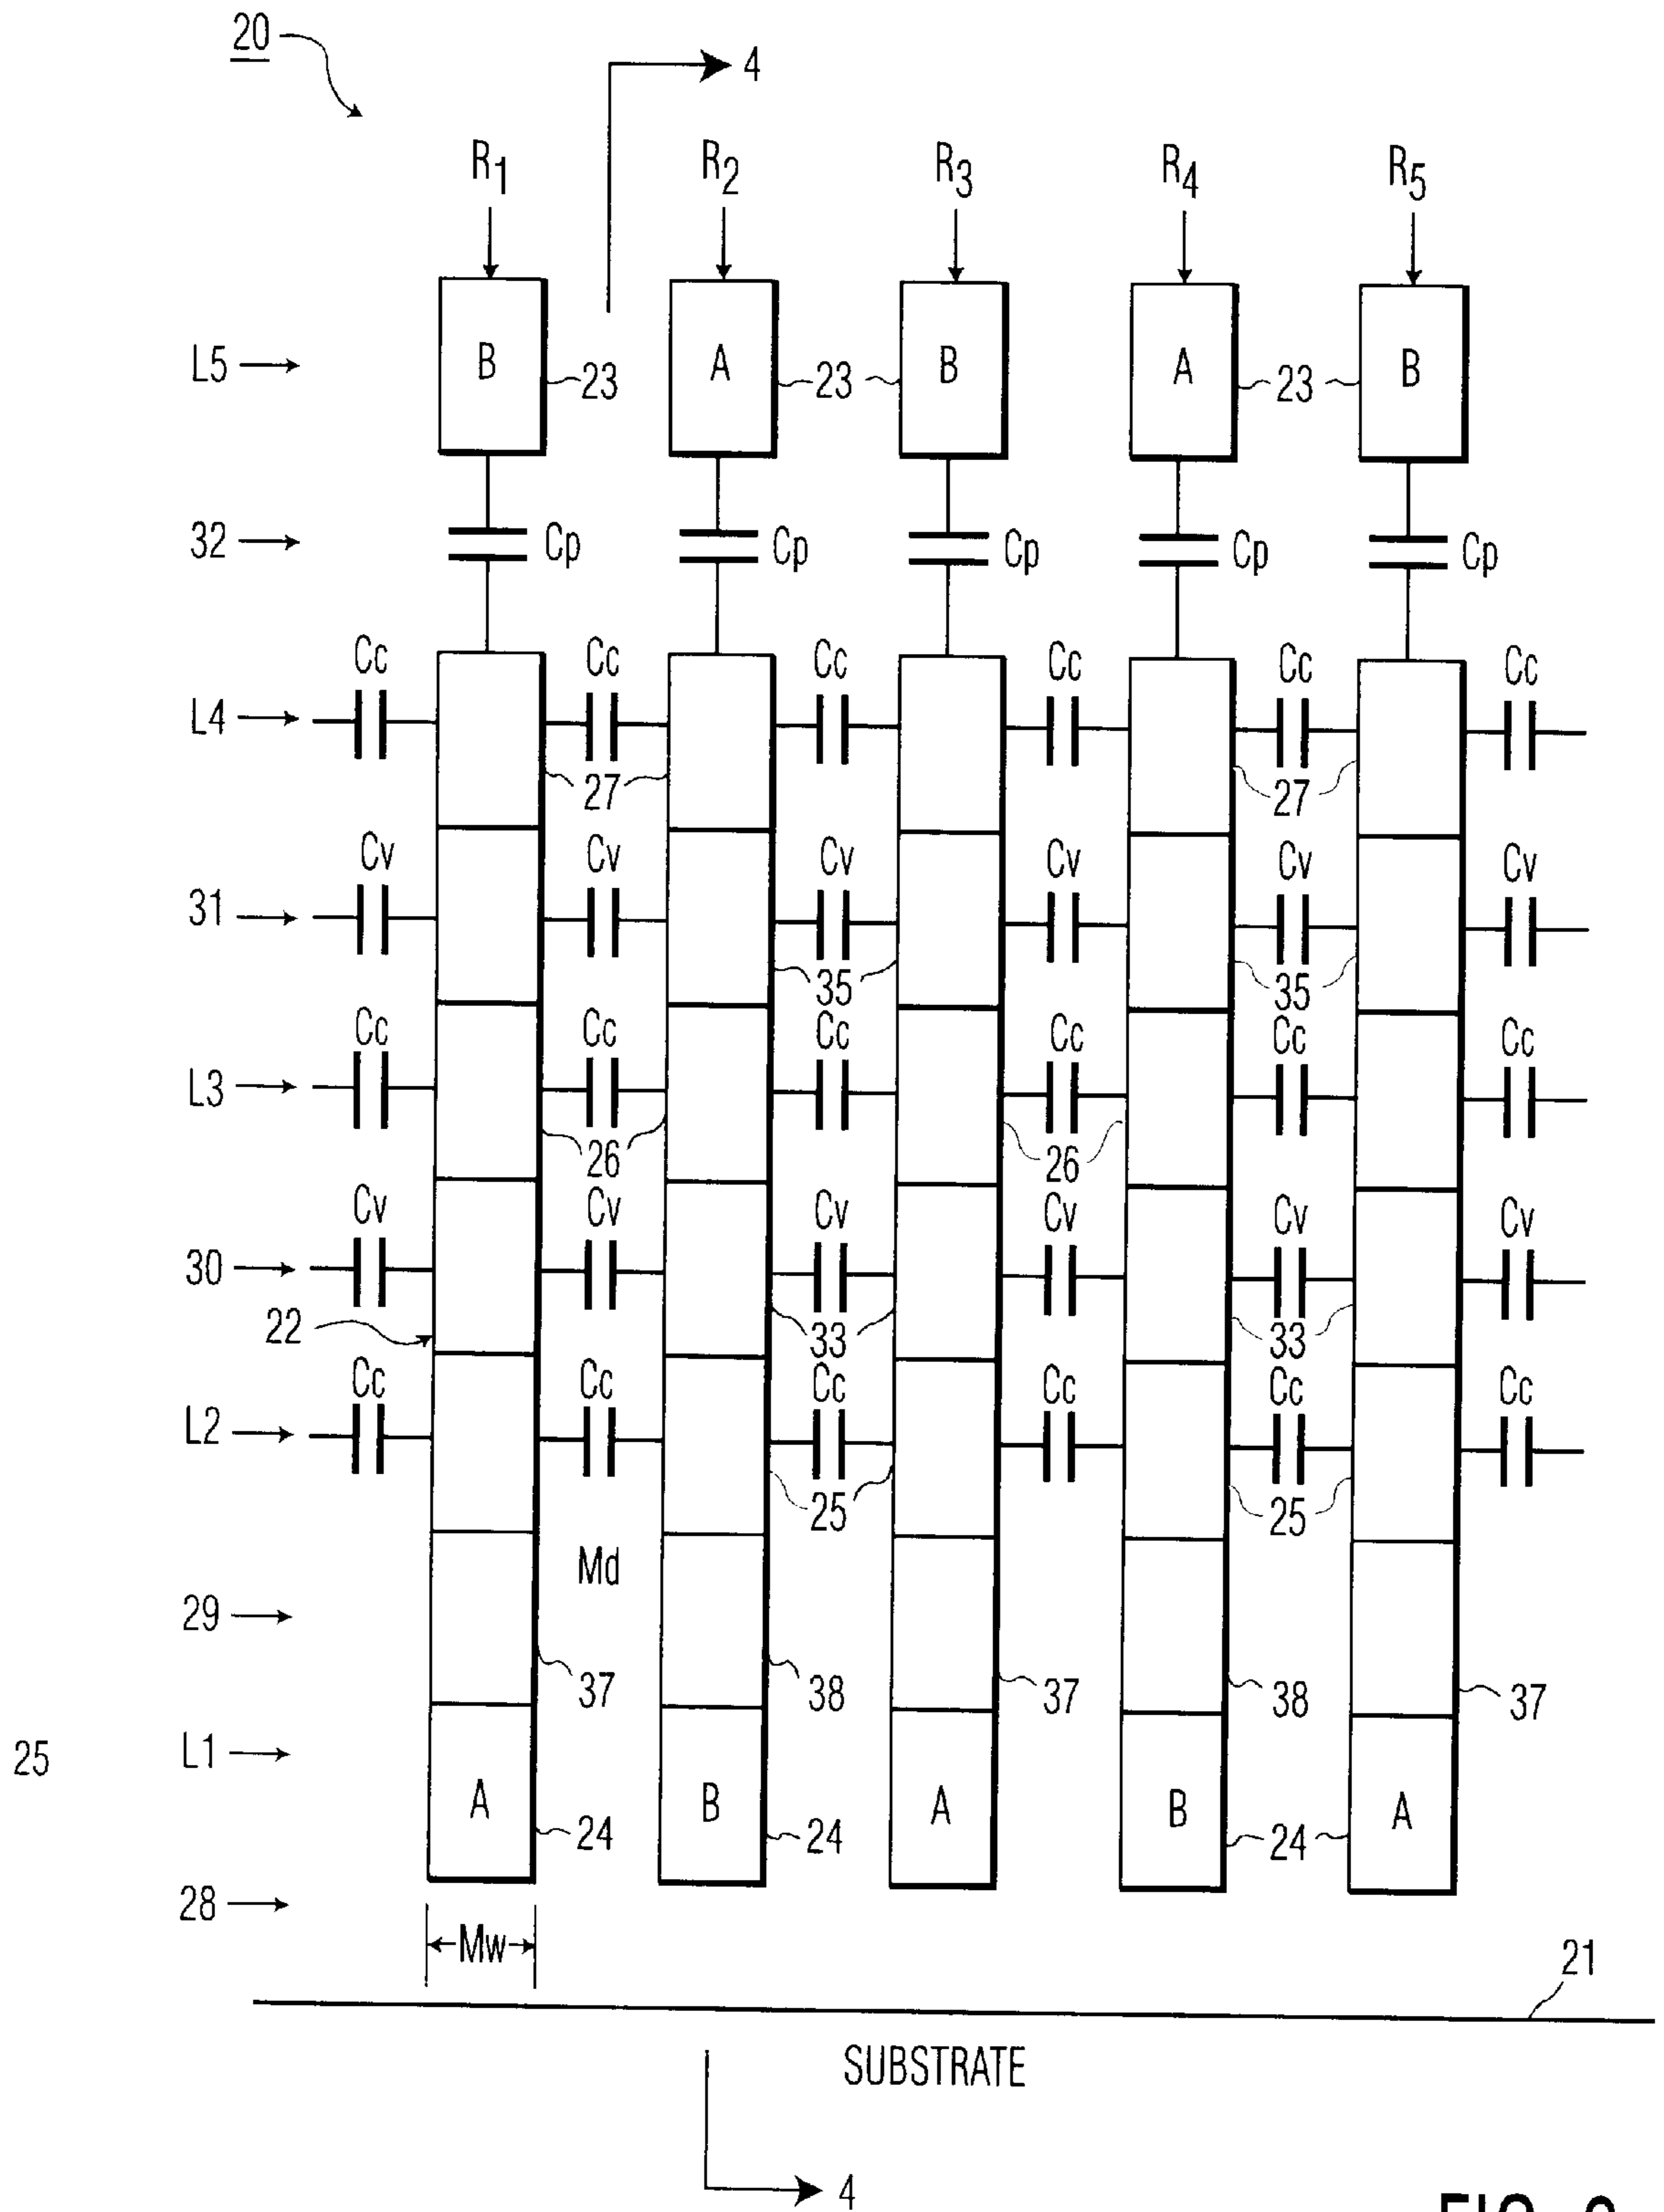 20
4
R1 R2 R3 R4 R5
L5 B 23 A 23 B A 23 B
32 Cp Cp Cp Cp Cp
Cc Cc Cc Cc Cc Cc
L4
27 27
Cv Cv Cv Cv Cv Cv
31
35 35
Cc Cc Cc Cc Cc Cc
L3
26 26
Cv Cv Cv Cv Cv Cv
30
22 33 33
Cc Cc Cc Cc Cc Cc
L2
25 25
Md
29
37 38 37 38 37
25 L1
A B A B A
24 24 24
28
Mw
21
SUBSTRATE
4